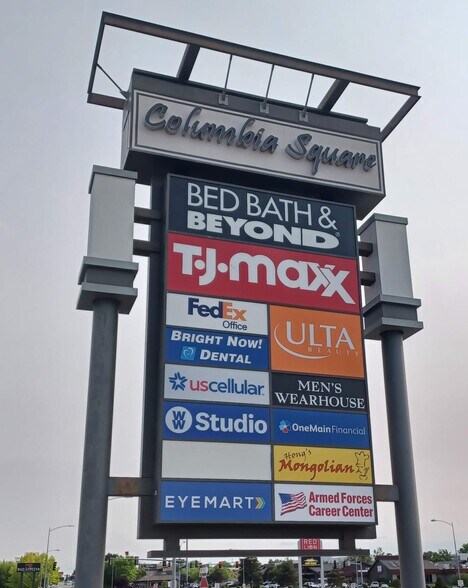 Columbia Square
BED BATH &
BEYOND®
T·J·maxx
FedEx
Office
ULTA
BEAUTY
BRIGHT NOW!
DENTAL
MEN'S
WEARHOUSE
uscellular
WW Studio
OneMain Financial
Hong's
Mongolian
EYEMART
Armed Forces
Career Center
RED